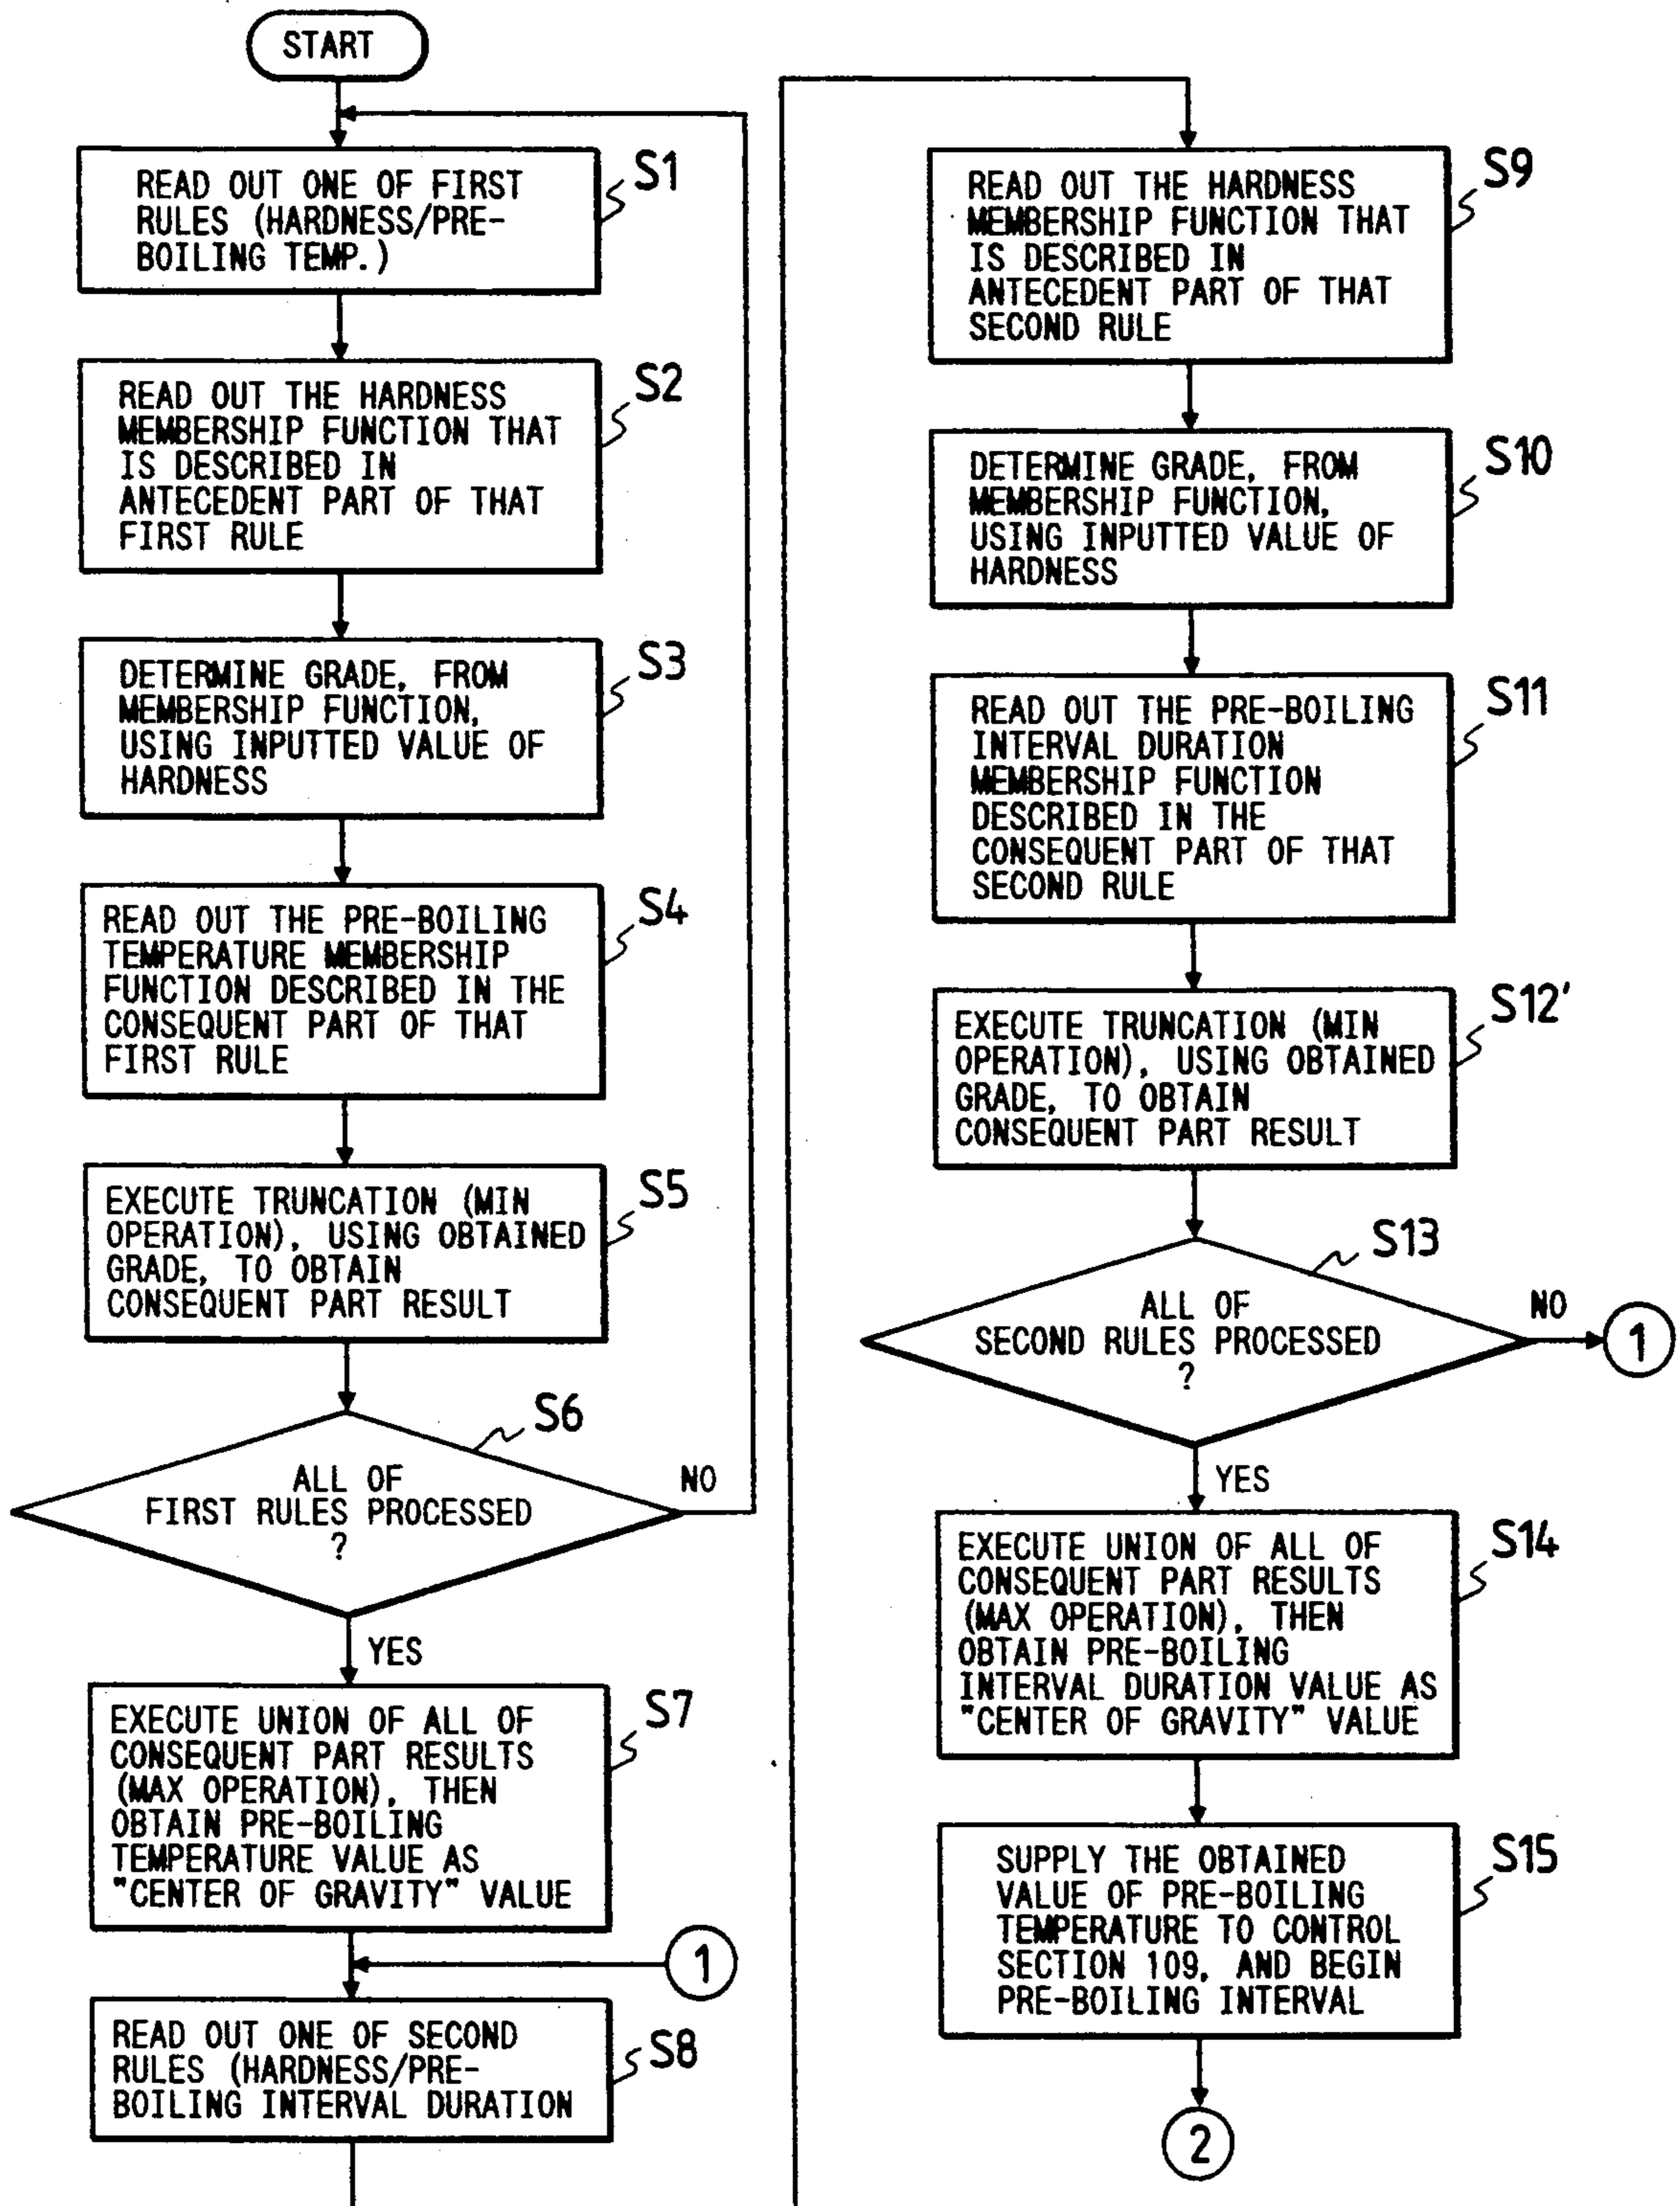 START
READ OUT ONE OF FIRST
RULES (HARDNESS/PRE-
BOILING TEMP.)
S1
READ OUT THE HARDNESS
MEMBERSHIP FUNCTION THAT
IS DESCRIBED IN
ANTECEDENT PART OF THAT
FIRST RULE
S2
DETERMINE GRADE, FROM
MEMBERSHIP FUNCTION,
USING INPUTTED VALUE OF
HARDNESS
S3
READ OUT THE PRE-BOILING
TEMPERATURE MEMBERSHIP
FUNCTION DESCRIBED IN THE
CONSEQUENT PART OF THAT
FIRST RULE
S4
EXECUTE TRUNCATION (MIN
OPERATION), USING OBTAINED
GRADE, TO OBTAIN
CONSEQUENT PART RESULT
S5
S6
ALL OF
FIRST RULES PROCESSED
?
NO
YES
EXECUTE UNION OF ALL OF
CONSEQUENT PART RESULTS
(MAX OPERATION), THEN
OBTAIN PRE-BOILING
TEMPERATURE VALUE AS
"CENTER OF GRAVITY" VALUE
S7
1
READ OUT ONE OF SECOND
RULES (HARDNESS/PRE-
BOILING INTERVAL DURATION
S8
READ OUT THE HARDNESS
MEMBERSHIP FUNCTION THAT
IS DESCRIBED IN
ANTECEDENT PART OF THAT
SECOND RULE
S9
DETERMINE GRADE, FROM
MEMBERSHIP FUNCTION,
USING INPUTTED VALUE OF
HARDNESS
S10
READ OUT THE PRE-BOILING
INTERVAL DURATION
MEMBERSHIP FUNCTION
DESCRIBED IN THE
CONSEQUENT PART OF THAT
SECOND RULE
S11
EXECUTE TRUNCATION (MIN
OPERATION), USING OBTAINED
GRADE, TO OBTAIN
CONSEQUENT PART RESULT
S12'
S13
ALL OF
SECOND RULES PROCESSED
?
NO
1
YES
EXECUTE UNION OF ALL OF
CONSEQUENT PART RESULTS
(MAX OPERATION), THEN
OBTAIN PRE-BOILING
INTERVAL DURATION VALUE AS
"CENTER OF GRAVITY" VALUE
S14
SUPPLY THE OBTAINED
VALUE OF PRE-BOILING
TEMPERATURE TO CONTROL
SECTION 109, AND BEGIN
PRE-BOILING INTERVAL
S15
2